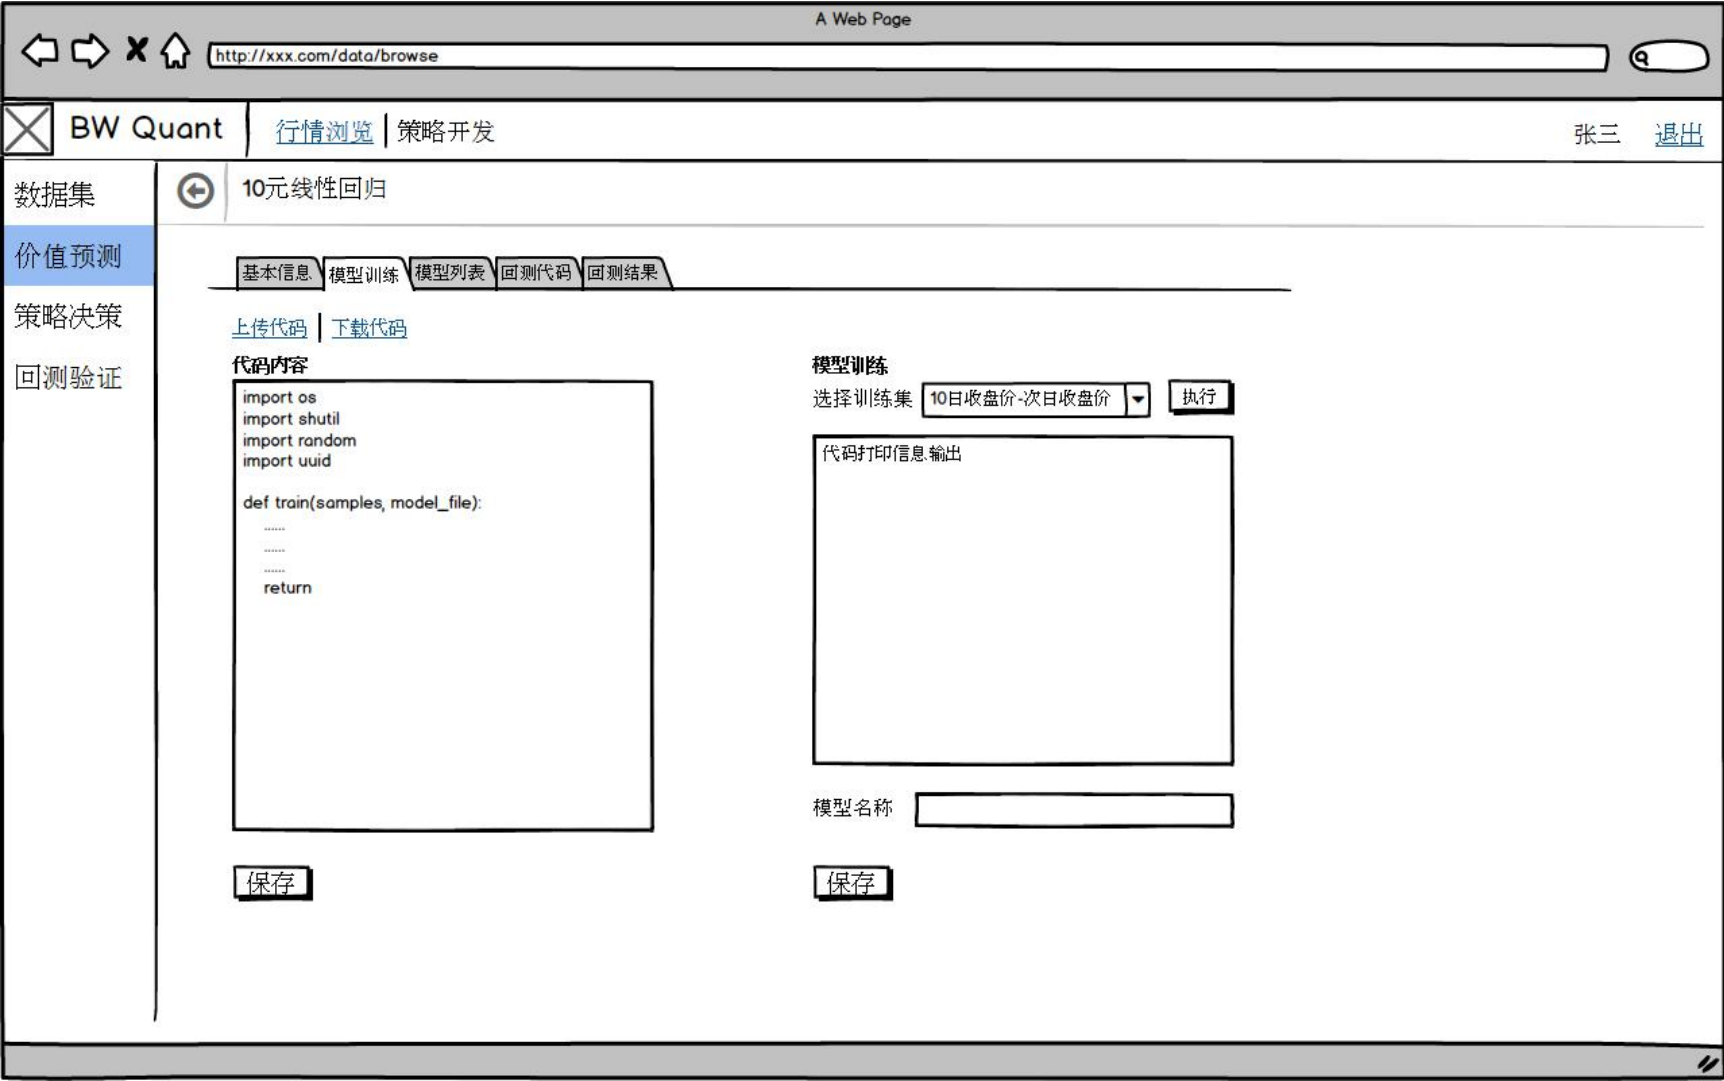 A Web Page
http://xxx.com/data/browse
BW Quant 行情浏览 策略开发 张三 退出
数据集
价值预测
策略决策
回测验证
10元线性回归
基本信息 模型训练 模型列表 回测代码 回测结果
上传代码 下载代码
代码内容
import os
import shutil
import random
import uuid
def train(samples, model_file):
......
......
......
return
保存
模型训练
选择训练集 10日收盘价-次日收盘价 执行
代码打印信息输出
模型名称
保存